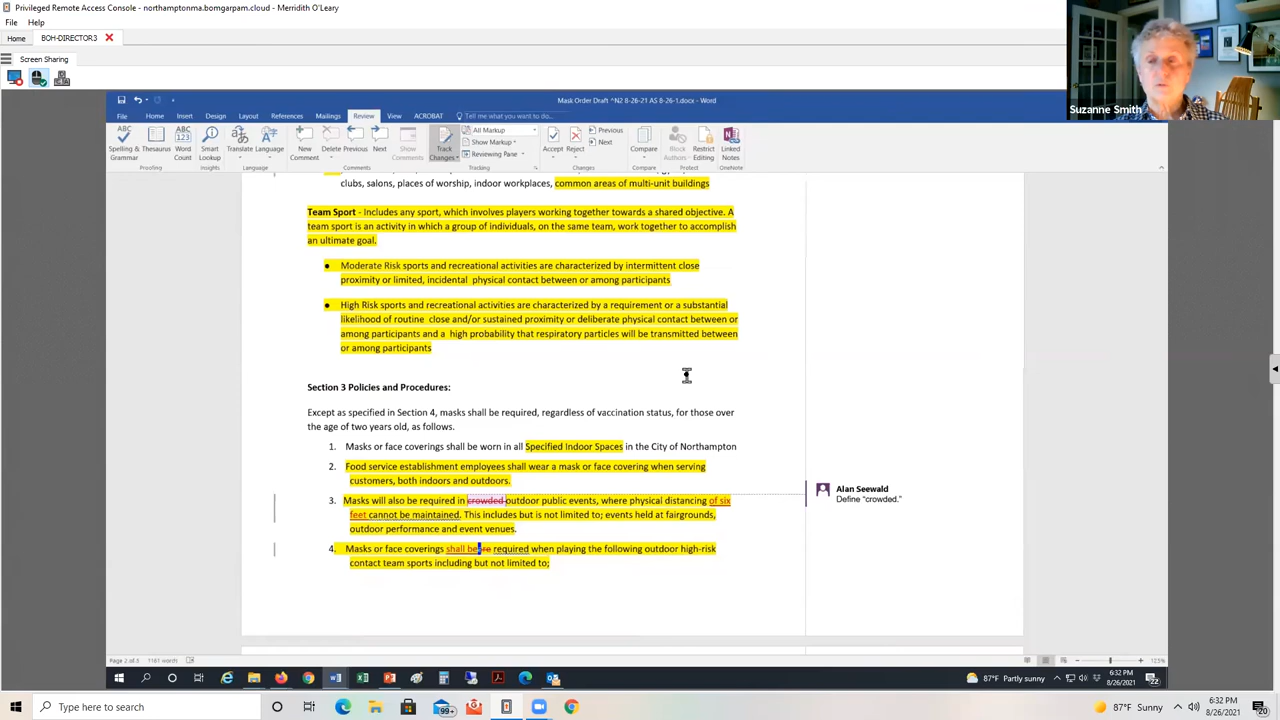 Privileged Remote Access Console - northamptonma.bomgarpam.cloud - Merridith O'Leary
File Help
Home BOH-DIRECTOR3
Screen Sharing
Suzanne Smith
Mask Order Draft ^N2 8-26-21 AS 8-26-1.docx - Word
File Home Insert Design Layout References Mailings Review View ACROBAT Tell me what you want to do...
Spelling & Grammar Thesaurus Word Count Smart Lookup Translate Language New Comment Delete Previous Next Show Comments Track Changes All Markup Show Markup Reviewing Pane Accept Reject Previous Next Compare Block Authors Restrict Editing Linked Notes
Proofing Insights Language Comments Tracking Changes Compare Protect OneNote
clubs, salons, places of worship, indoor workplaces, common areas of multi-unit buildings
Team Sport - Includes any sport, which involves players working together towards a shared objective. A
team sport is an activity in which a group of individuals, on the same team, work together to accomplish
an ultimate goal.
• Moderate Risk sports and recreational activities are characterized by intermittent close
proximity or limited, incidental physical contact between or among participants
• High Risk sports and recreational activities are characterized by a requirement or a substantial
likelihood of routine close and/or sustained proximity or deliberate physical contact between or
among participants and a high probability that respiratory particles will be transmitted between
or among participants
Section 3 Policies and Procedures:
Except as specified in Section 4, masks shall be required, regardless of vaccination status, for those over
the age of two years old, as follows.
1. Masks or face coverings shall be worn in all Specified Indoor Spaces in the City of Northampton
2. Food service establishment employees shall wear a mask or face covering when serving
customers, both indoors and outdoors.
3. Masks will also be required in crowded outdoor public events, where physical distancing of six
feet cannot be maintained. This includes but is not limited to; events held at fairgrounds,
outdoor performance and event venues.
4. Masks or face coverings shall be are required when playing the following outdoor high-risk
contact team sports including but not limited to;
Alan Seewald
Define "crowded."
Page 2 of 3 1161 words
125%
87°F Partly sunny 6:32 PM
8/26/2021
22
Type here to search
99+
87°F Sunny 6:32 PM
8/26/2021
20